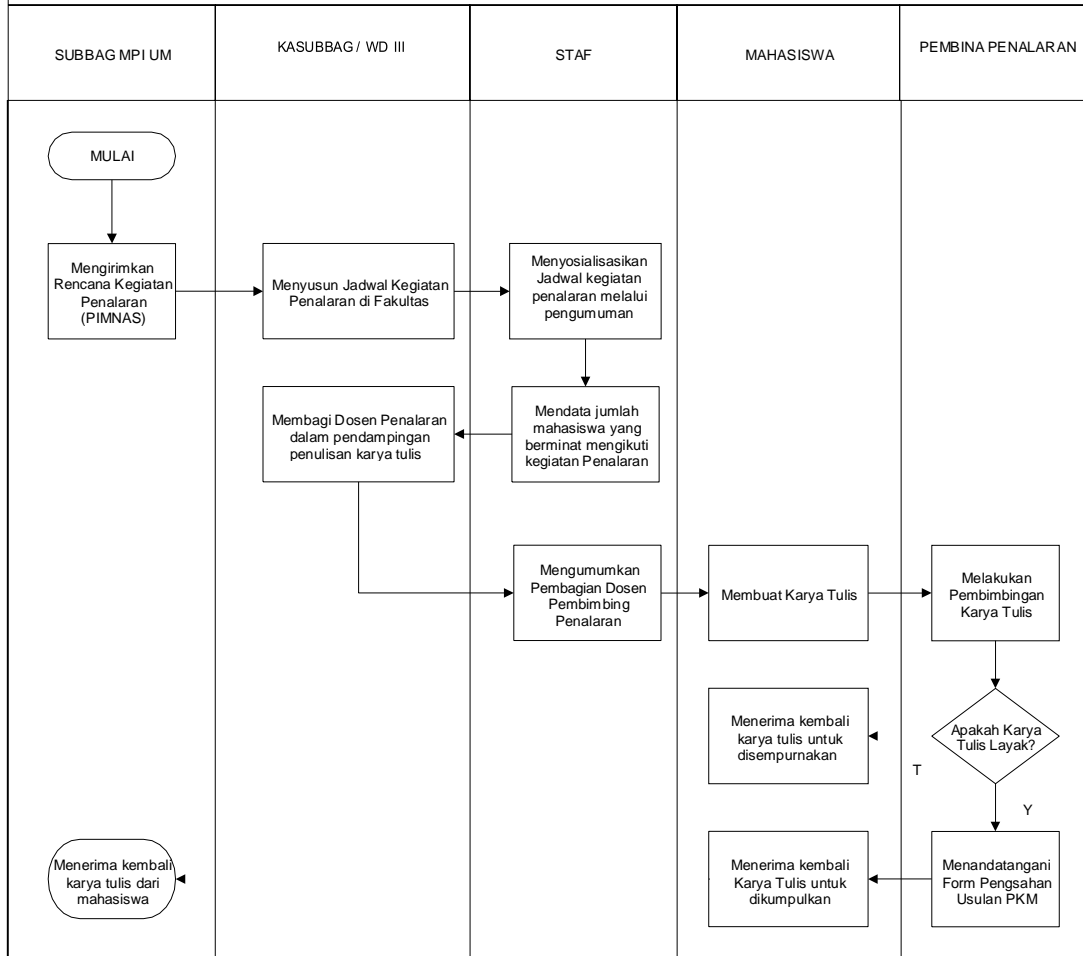 SUBBAG MPI UM
KASUBBAG / WD III
STAF
MAHASISWA
PEMBINA PENALARAN
MULAI
Mengirimkan
Rencana Kegiatan
Penalaran
(PIMNAS)
Menyusun Jadwal Kegiatan
Penalaran di Fakultas
Menyosialisasikan
Jadwal kegiatan
penalaran melalui
pengumuman
Membagi Dosen Penalaran
dalam pendampingan
penulisan karya tulis
Mendata jumlah
mahasiswa yang
berminat mengikuti
kegiatan Penalaran
Mengumumkan
Pembagian Dosen
Pembimbing
Penalaran
Membuat Karya Tulis
Melakukan
Pembimbingan
Karya Tulis
Menerima kembali
karya tulis untuk
disempurnakan
Apakah Karya
Tulis Layak?
T
Y
Menerima kembali
karya tulis dari
mahasiswa
Menerima kembali
Karya Tulis untuk
dikumpulkan
Menandatangani
Form Pengsahan
Usulan PKM